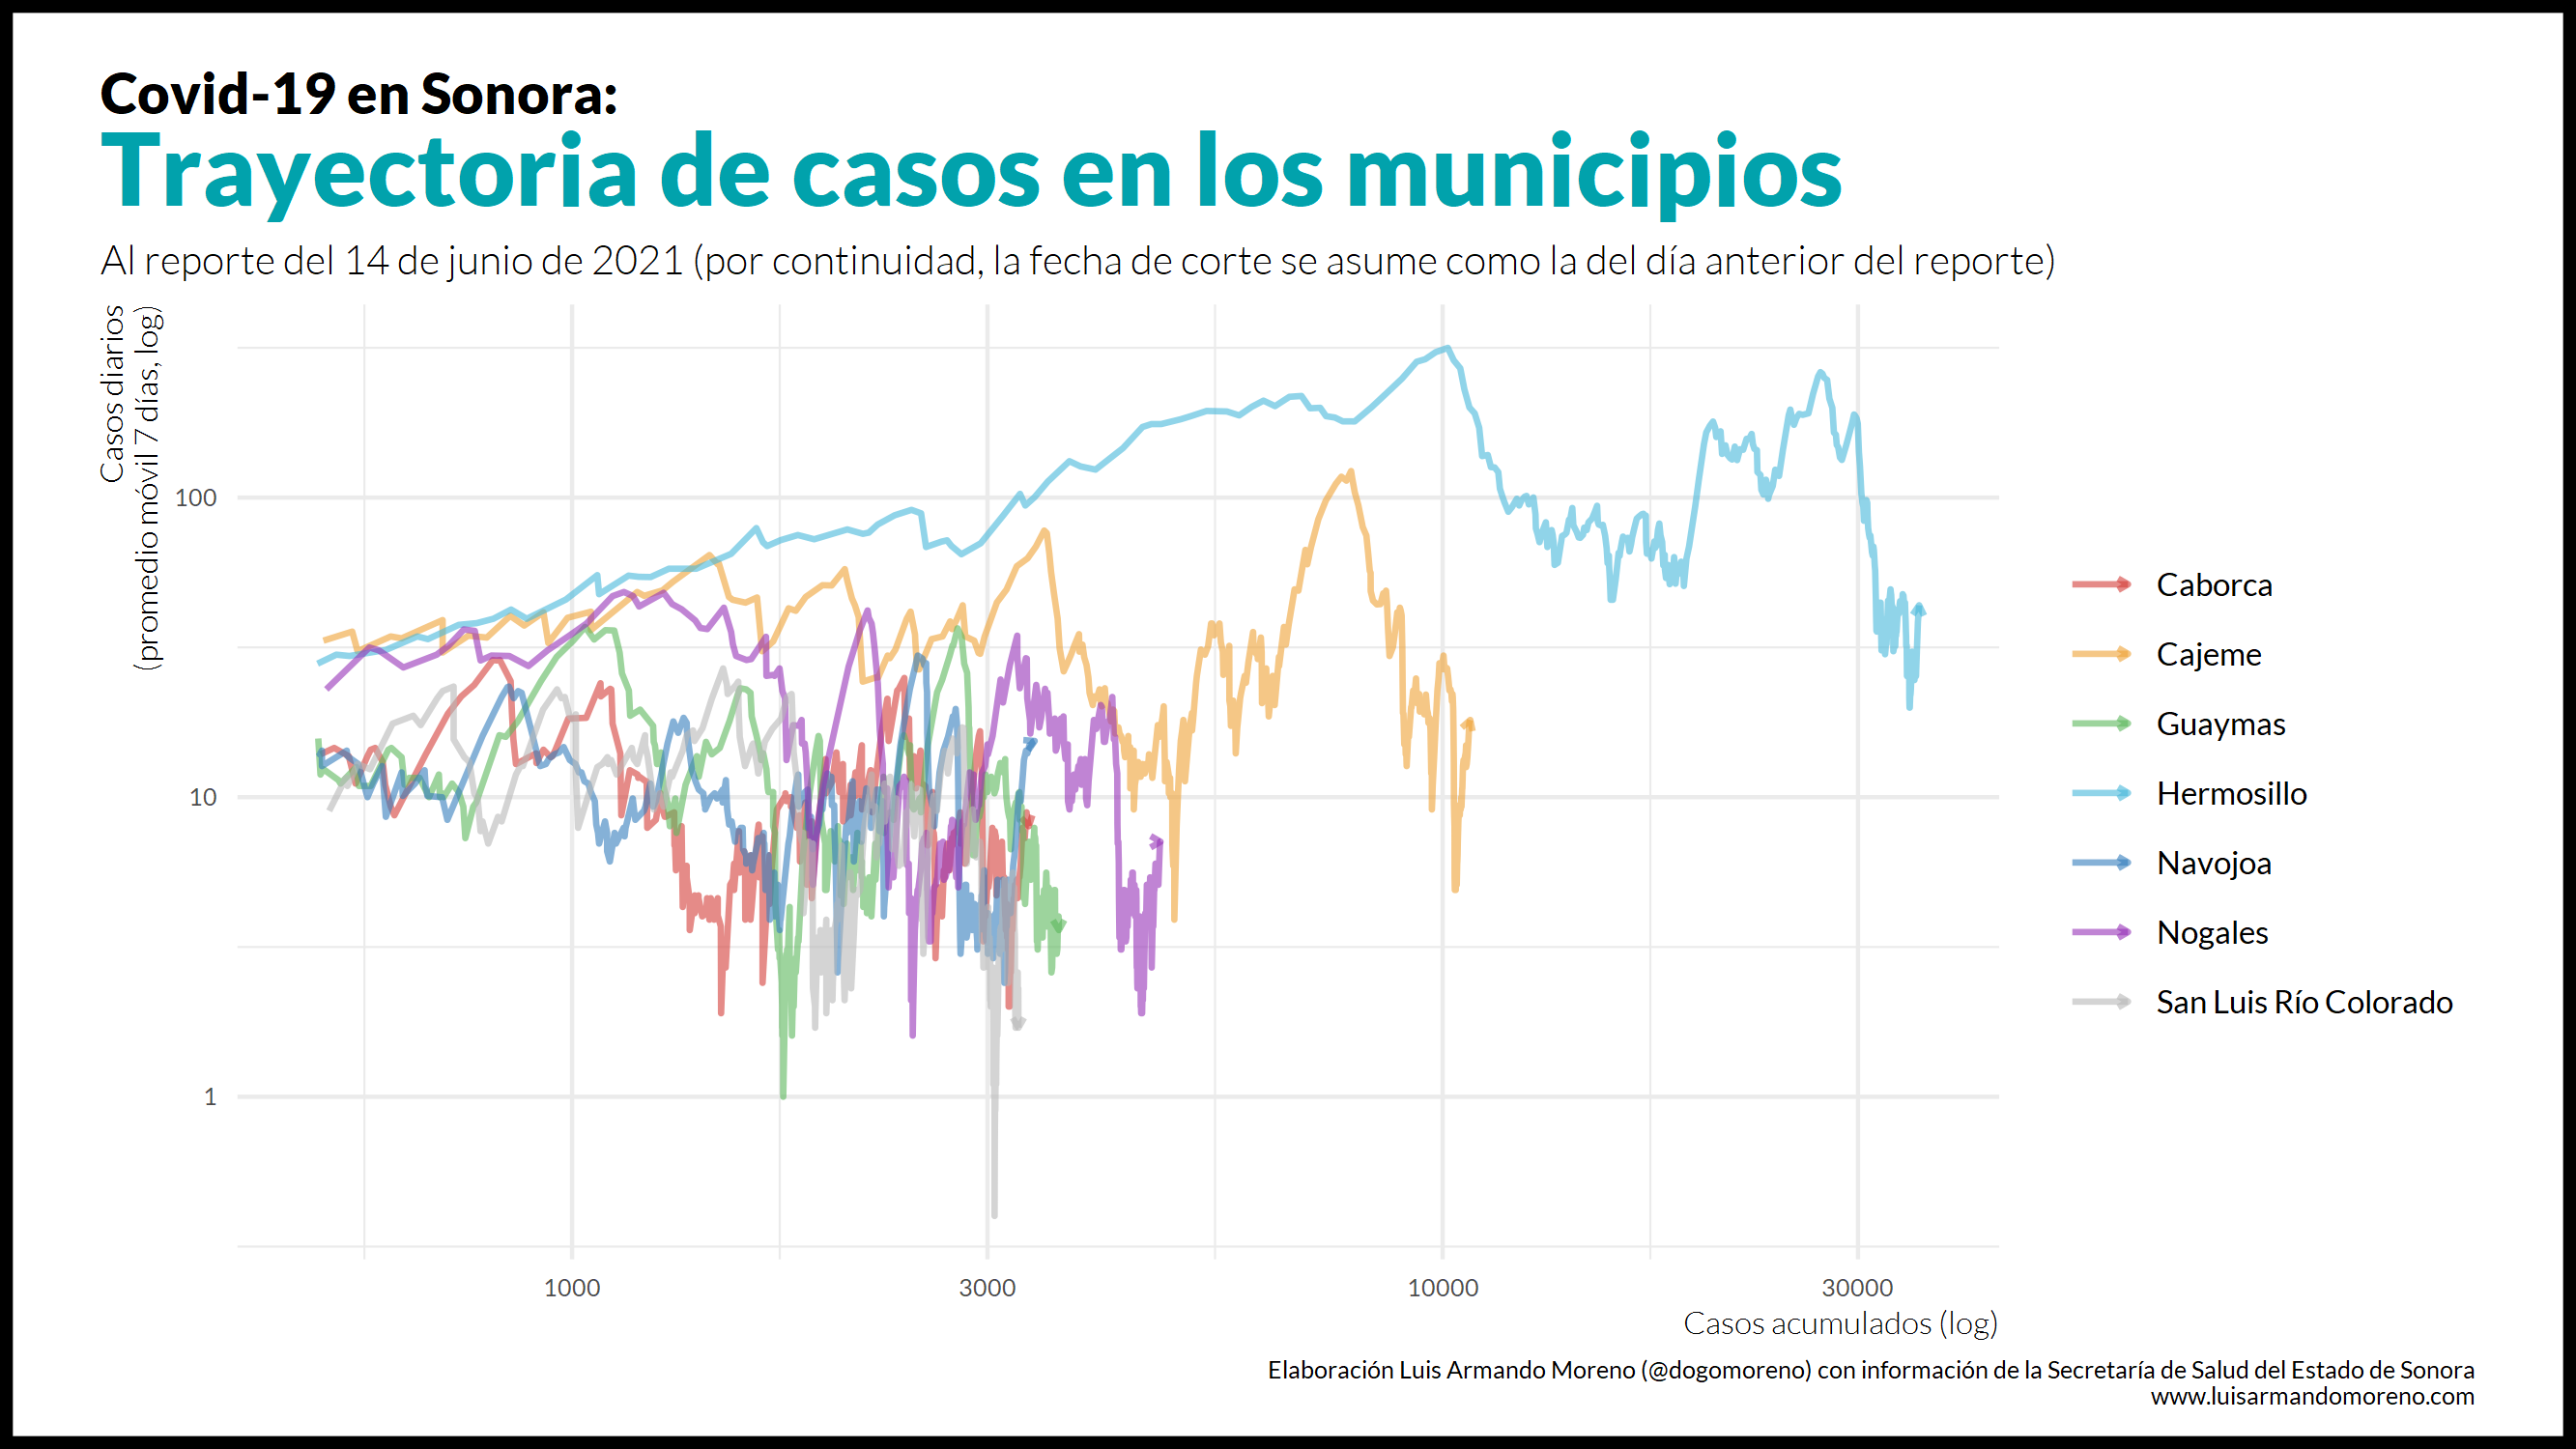 Covid-19 en Sonora:
Trayectoria de casos en los municipios
Al reporte del 14 de junio de 2021 (por continuidad, la fecha de corte se asume como la del día anterior del reporte)
Casos diarios
(promedio móvil 7 días, log)
100
10
1
1000
3000
10000
30000
Casos acumulados (log)
Caborca
Cajeme
Guaymas
Hermosillo
Navojoa
Nogales
San Luis Río Colorado
Elaboración Luis Armando Moreno (@dogomoreno) con información de la Secretaría de Salud del Estado de Sonora
www.luisarmandomoreno.com